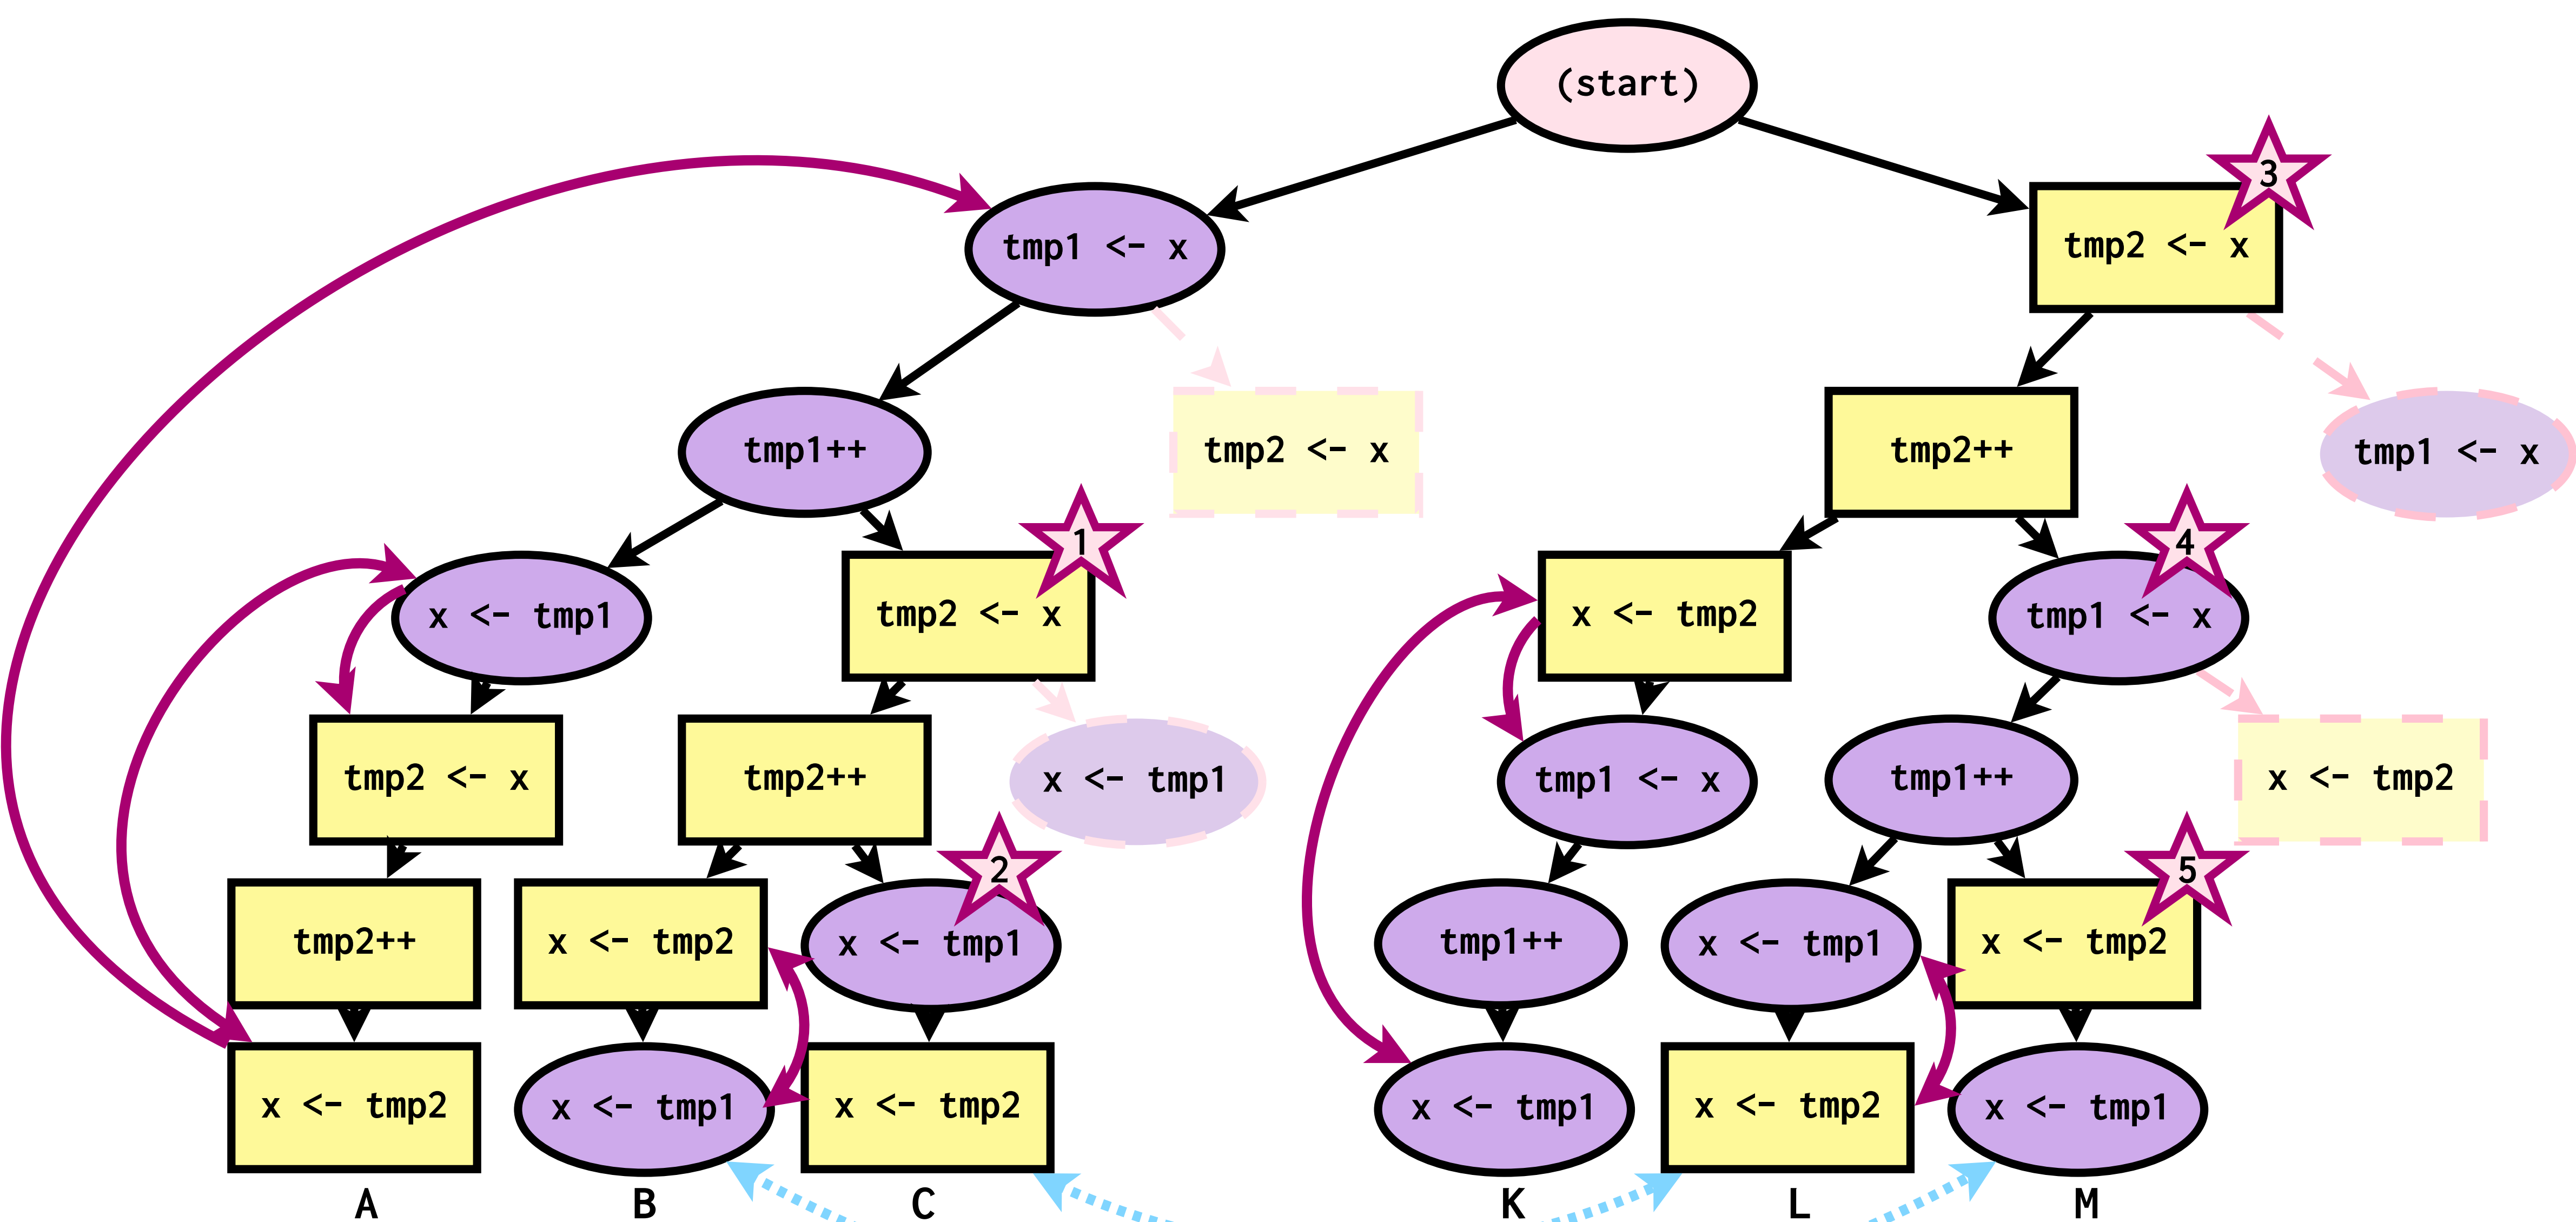 (start)
3
tmp1 <- x
tmp2 <- x
tmp1++
tmp2 <- x
tmp2++
tmp1 <- x
1
4
x <- tmp1
tmp2 <- x
x <- tmp2
tmp1 <- x
tmp2 <- x
tmp2++
x <- tmp1
tmp1 <- x
tmp1++
x <- tmp2
2
5
tmp2++
x <- tmp2
x <- tmp1
tmp1++
x <- tmp1
x <- tmp2
x <- tmp2
x <- tmp1
x <- tmp2
x <- tmp1
x <- tmp2
x <- tmp1
A
B
C
K
L
M